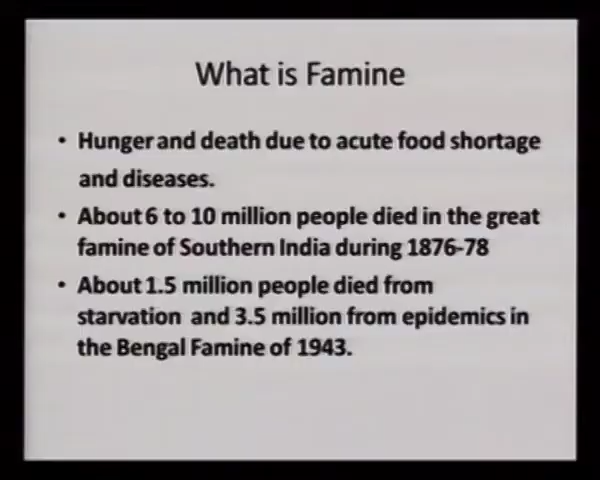 What is Famine
• Hunger and death due to acute food shortage
and diseases.
• About 6 to 10 million people died in the great
famine of Southern India during 1876-78
• About 1.5 million people died from
starvation and 3.5 million from epidemics in
the Bengal Famine of 1943.